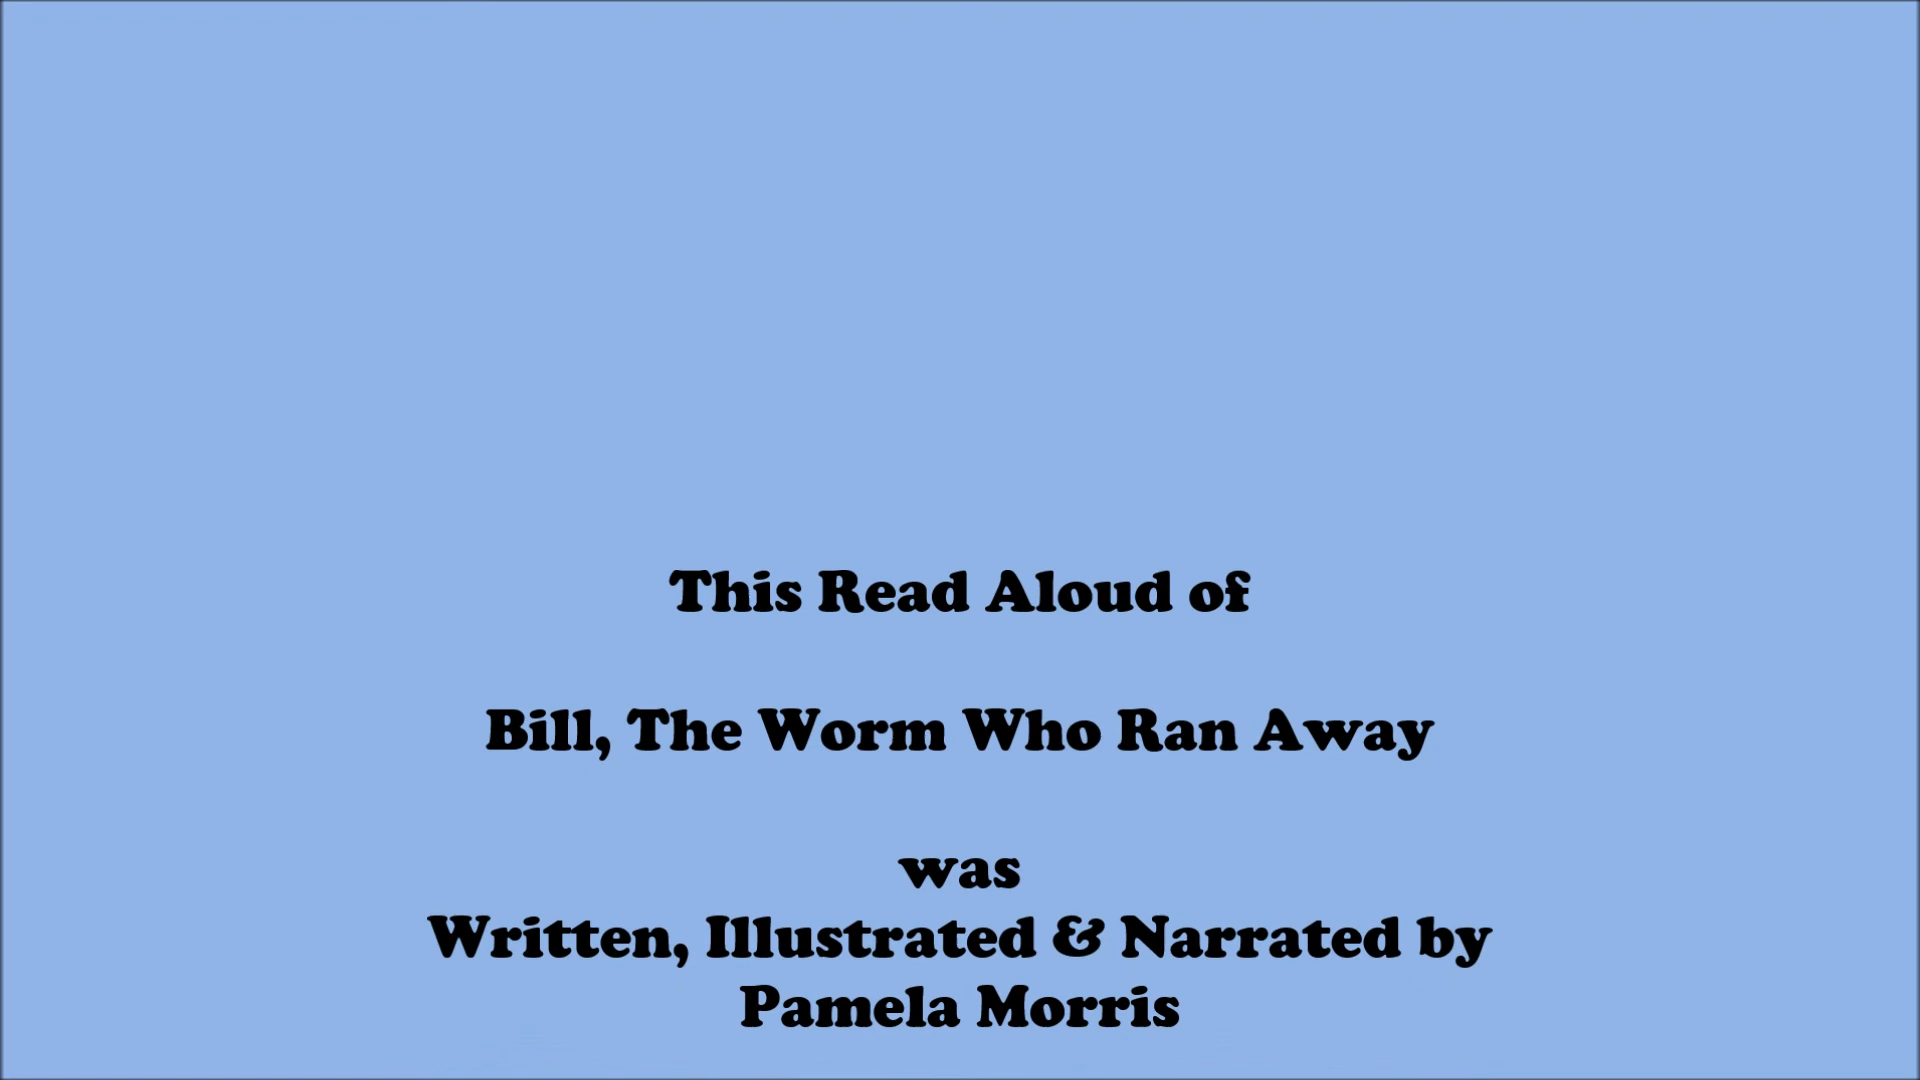 This Read Aloud of
Bill, The Worm Who Ran Away
was
Written, Illustrated & Narrated by
Pamela Morris